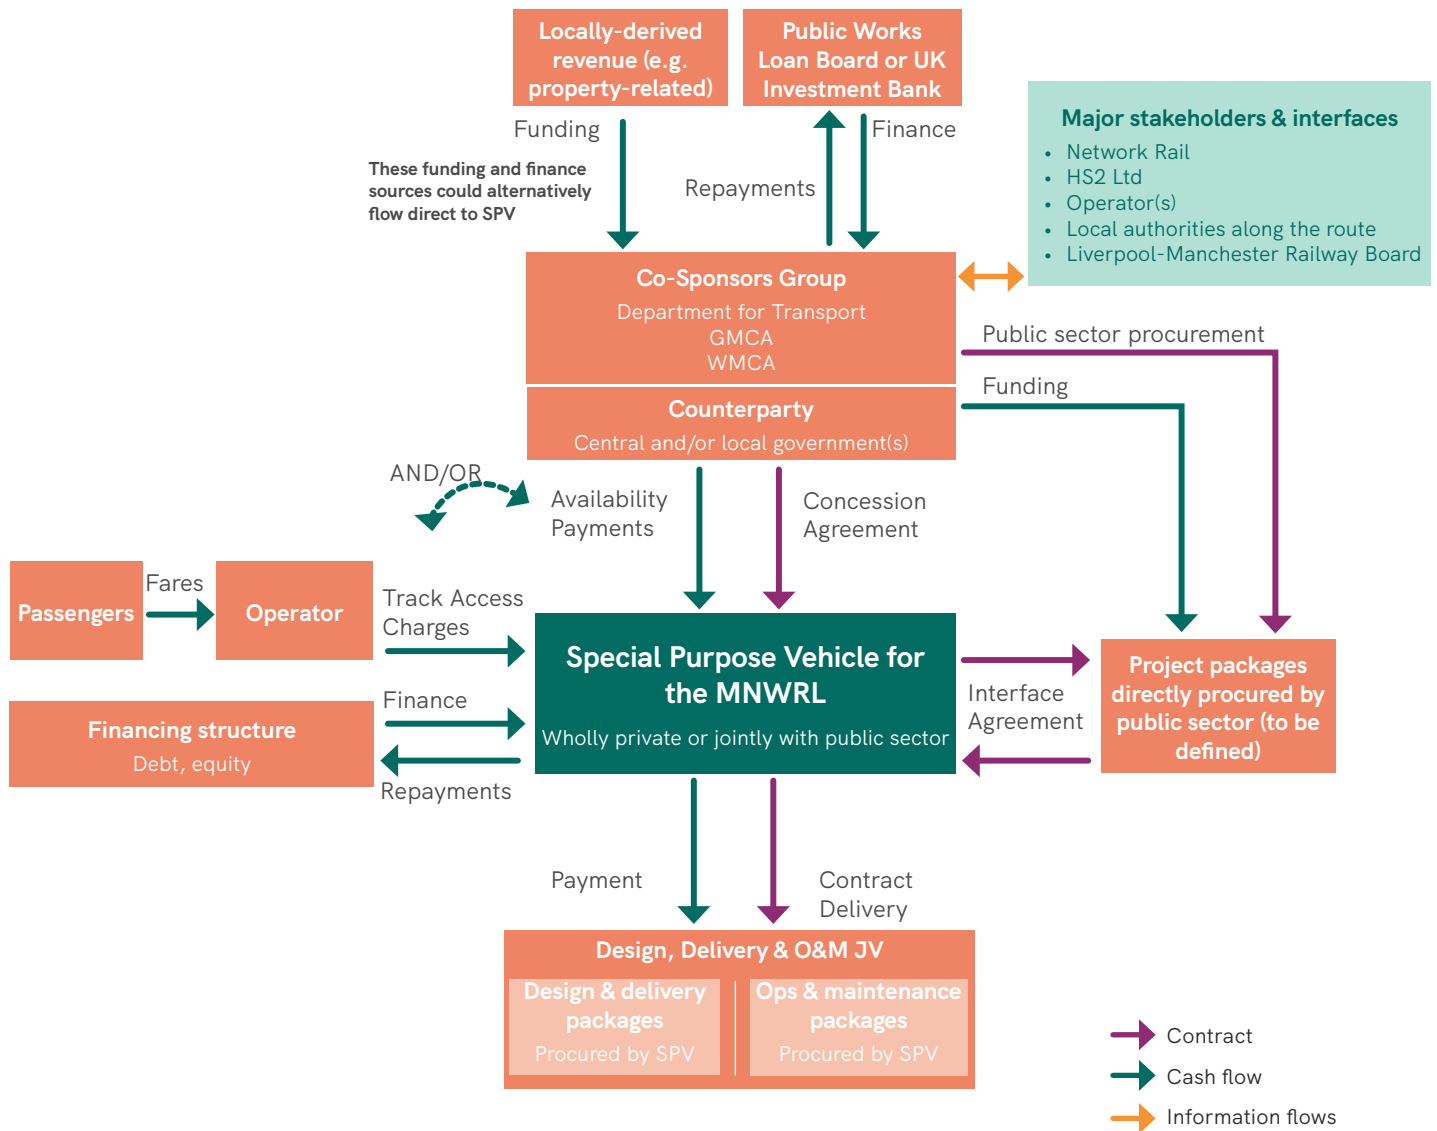 Locally-derived
revenue (e.g.
property-related)
Public Works
Loan Board or UK
Investment Bank
Funding
Finance
Repayments
These funding and finance
sources could alternatively
flow direct to SPV
Major stakeholders & interfaces
• Network Rail
• HS2 Ltd
• Operator(s)
• Local authorities along the route
• Liverpool-Manchester Railway Board
Co-Sponsors Group
Department for Transport
GMCA
WMCA
Counterparty
Central and/or local government(s)
Public sector procurement
Funding
AND/OR
Availability
Payments
Concession
Agreement
Passengers
Fares
Operator
Track Access
Charges
Financing structure
Debt, equity
Finance
Repayments
Special Purpose Vehicle for
the MNWRL
Wholly private or jointly with public sector
Interface
Agreement
Project packages
directly procured by
public sector (to be
defined)
Payment
Contract
Delivery
Design, Delivery & O&M JV
Design & delivery
packages
Procured by SPV
Ops & maintenance
packages
Procured by SPV
Contract
Cash flow
Information flows